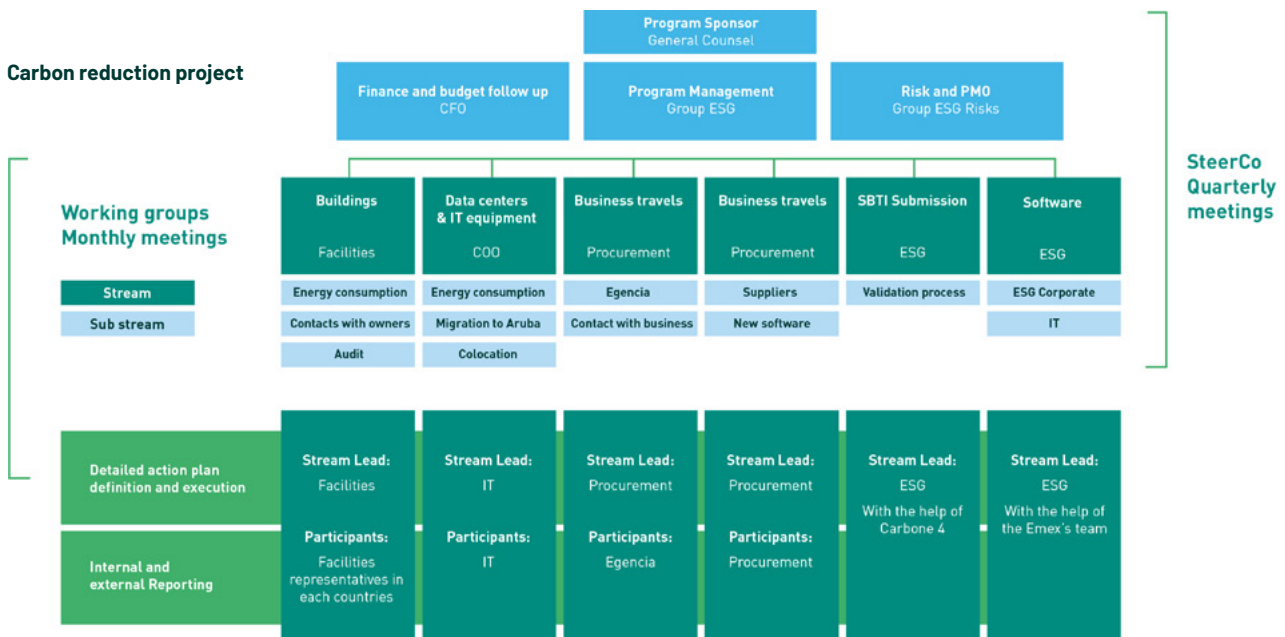 Program Sponsor
General Counsel
Carbon reduction project
Finance and budget follow up
CFO
Program Management
Group ESG
Risk and PMO
Group ESG Risks
SteerCo
Quarterly
meetings
Working groups
Monthly meetings
Stream
Sub stream
Buildings
Facilities
Energy consumption
Contacts with owners
Audit
Data centers
& IT equipment
COO
Energy consumption
Migration to Aruba
Colocation
Business travels
Procurement
Egencia
Contact with business
Business travels
Procurement
Suppliers
New software
SBTI Submission
ESG
Validation process
Software
ESG
ESG Corporate
IT
Detailed action plan
definition and execution
Internal and
external Reporting
Stream Lead:
Facilities
Participants:
Facilities
representatives in
each countries
Stream Lead:
IT
Participants:
IT
Stream Lead:
Procurement
Participants:
Egencia
Stream Lead:
Procurement
Participants:
Procurement
Stream Lead:
ESG
With the help of
Carbone 4
Stream Lead:
ESG
With the help of
the Emex's team